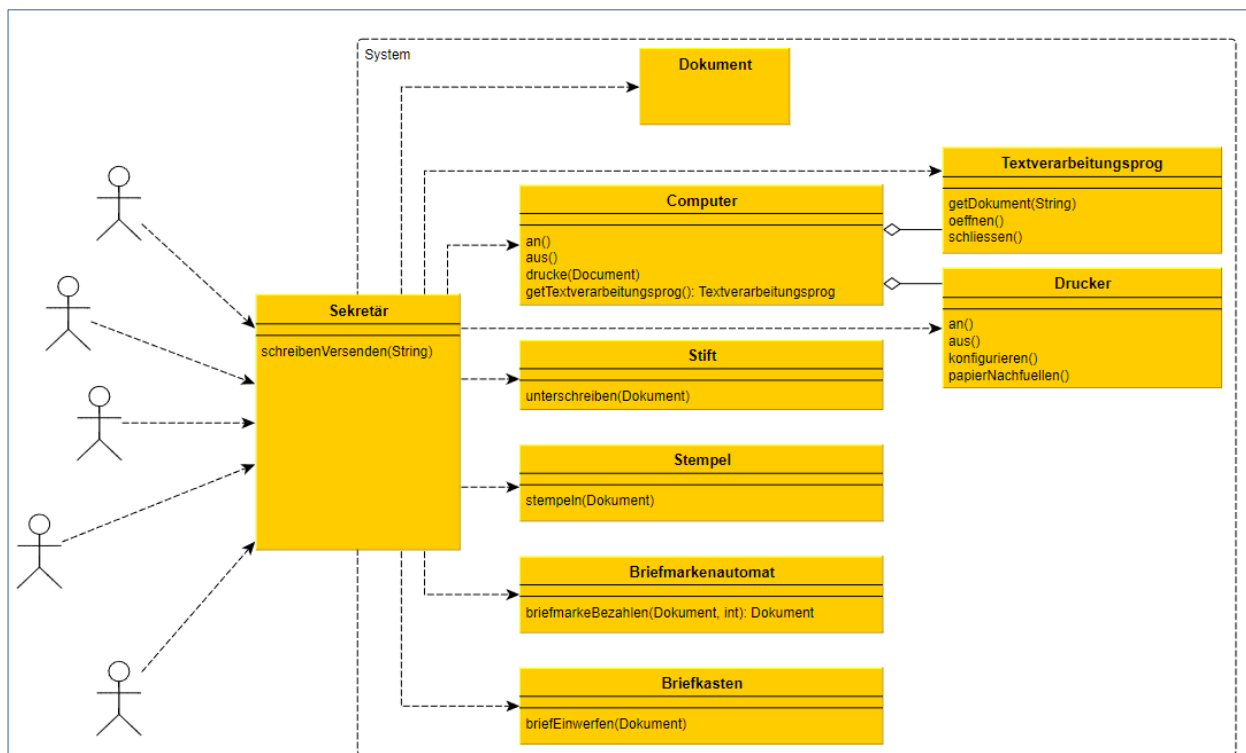 System
Dokument
Textverarbeitungsprog
getDokument(String)
oeffnen()
schliessen()
Computer
an()
aus()
drucke(Document)
getTextverarbeitungsprog(): Textverarbeitungsprog
Drucker
an()
aus()
konfigurieren()
papierNachfuellen()
Sekretär
schreibenVersenden(String)
Stift
unterschreiben(Dokument)
Stempel
stempeln(Dokument)
Briefmarkenautomat
briefmarkeBezahlen(Dokument, int): Dokument
Briefkasten
briefEinwerfen(Dokument)